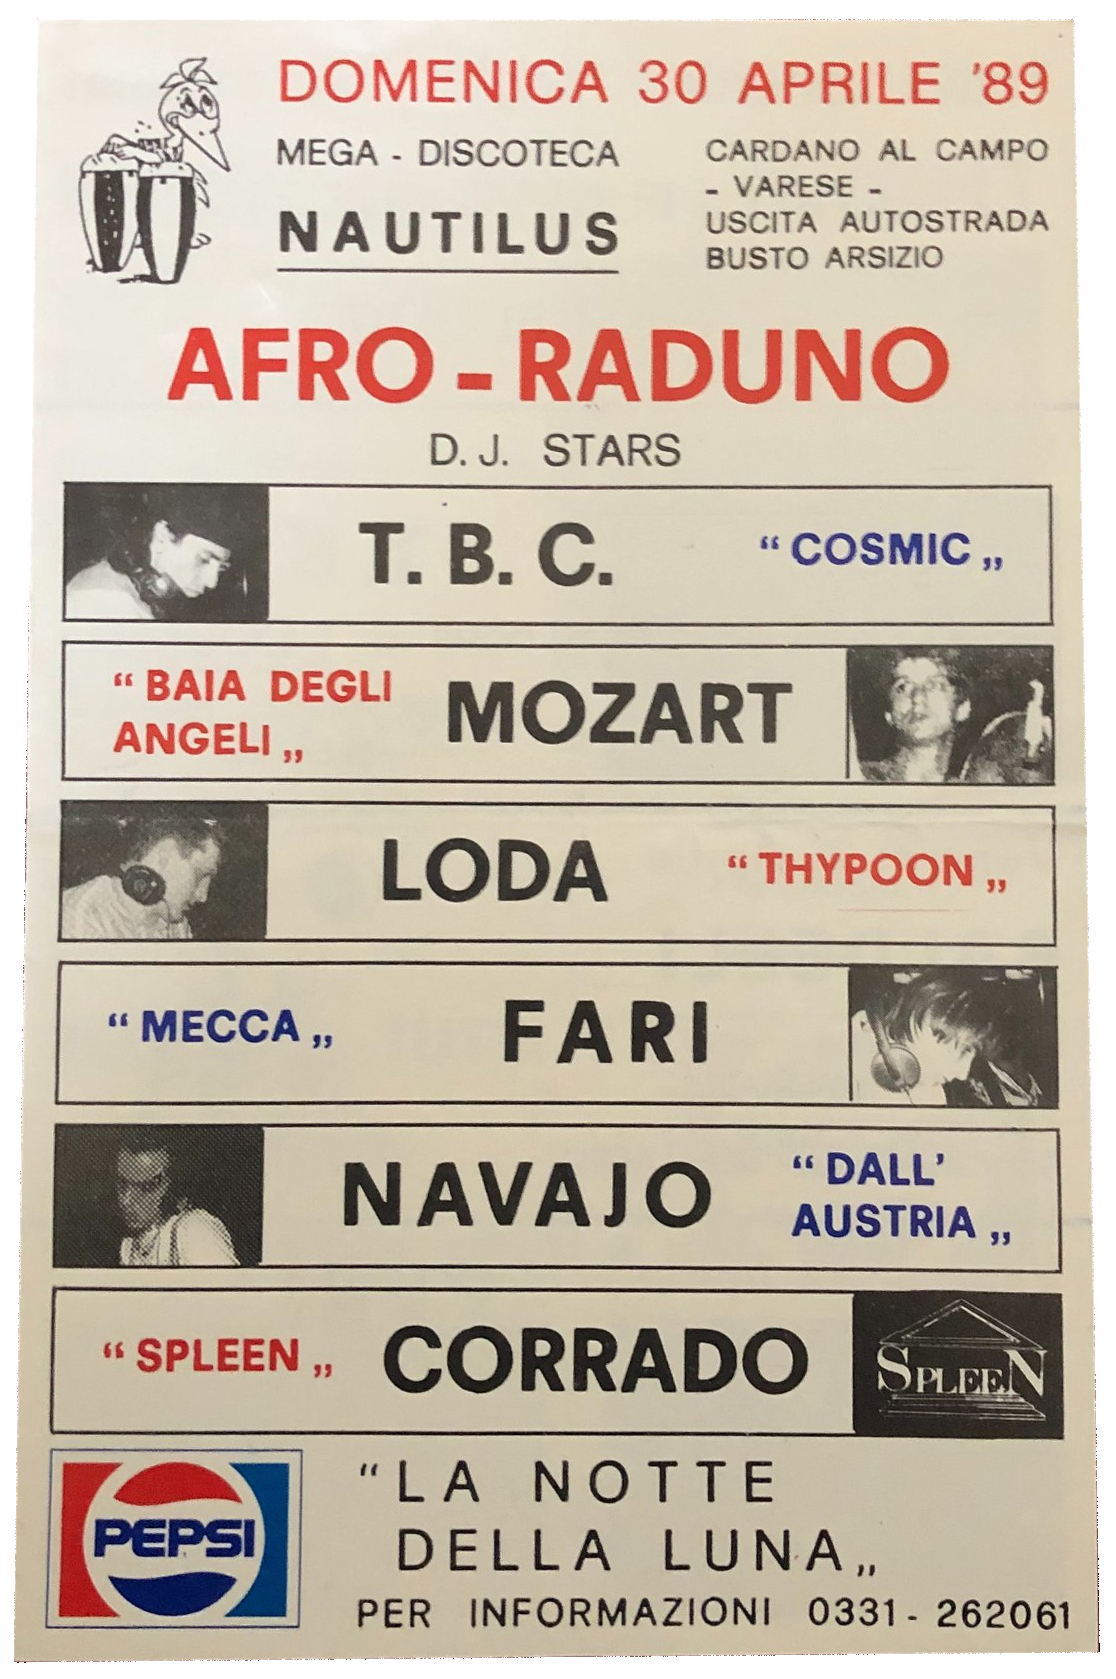 DOMENICA 30 APRILE '89
MEGA - DISCOTECA
NAUTILUS
CARDANO AL CAMPO
- VARESE -
USCITA AUTOSTRADA
BUSTO ARSIZIO
AFRO - RADUNO
D.J. STARS
T. B. C.
“ COSMIC „
“ BAIA DEGLI
ANGELI „
MOZART
LODA
“ THYPOON „
“ MECCA „
FARI
NAVAJO
“ DALL'
AUSTRIA „
“ SPLEEN „
CORRADO
SPLEEN
PEPSI
“ LA NOTTE
DELLA LUNA „
PER INFORMAZIONI 0331 - 262061